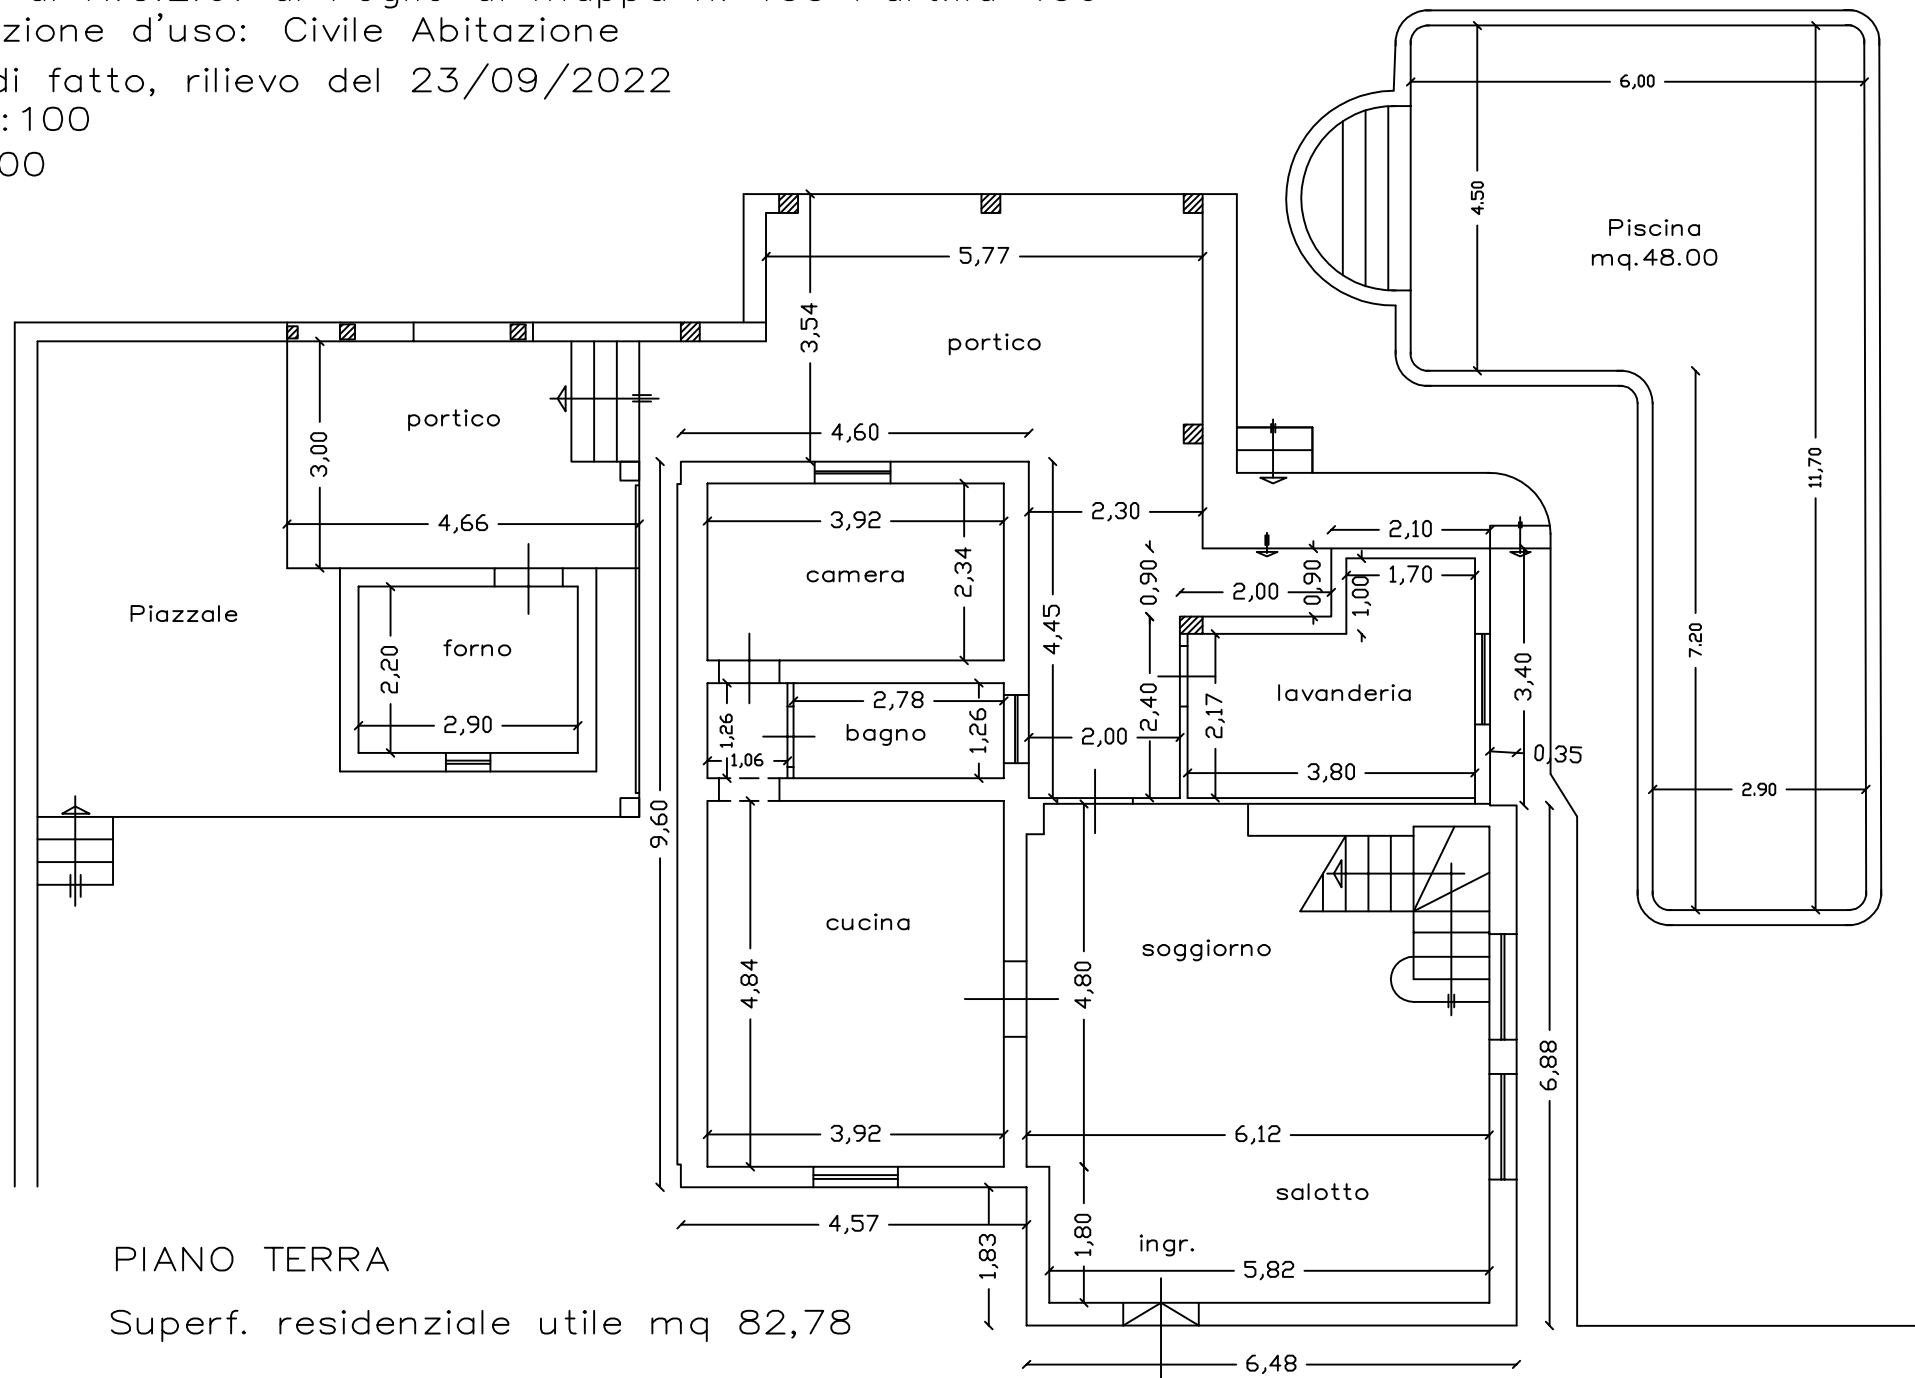 zione d'uso: Civile Abitazione
di fatto, rilievo del 23/09/2022
:100
00
6,00
4.50
Piscina
mq.48.00
5,77
3,54
portico
portico
4,60
3,00
11,70
4,66
3,92
2,30
2,10
camera
2,34
0,90
0,90
1,70
2,00
1,00
Piazzale
4,45
forno
2,20
7.20
3,40
lavanderia
2,78
2,40
2,17
2,90
1,26
bagno
1,26
2,00
0,35
1,06
3,80
2.90
9,60
cucina
soggiorno
4,84
4,80
6,88
3,92
6,12
salotto
4,57
1,80
1,83
ingr.
5,82
PIANO TERRA
Superf. residenziale utile mq 82,78
6,48